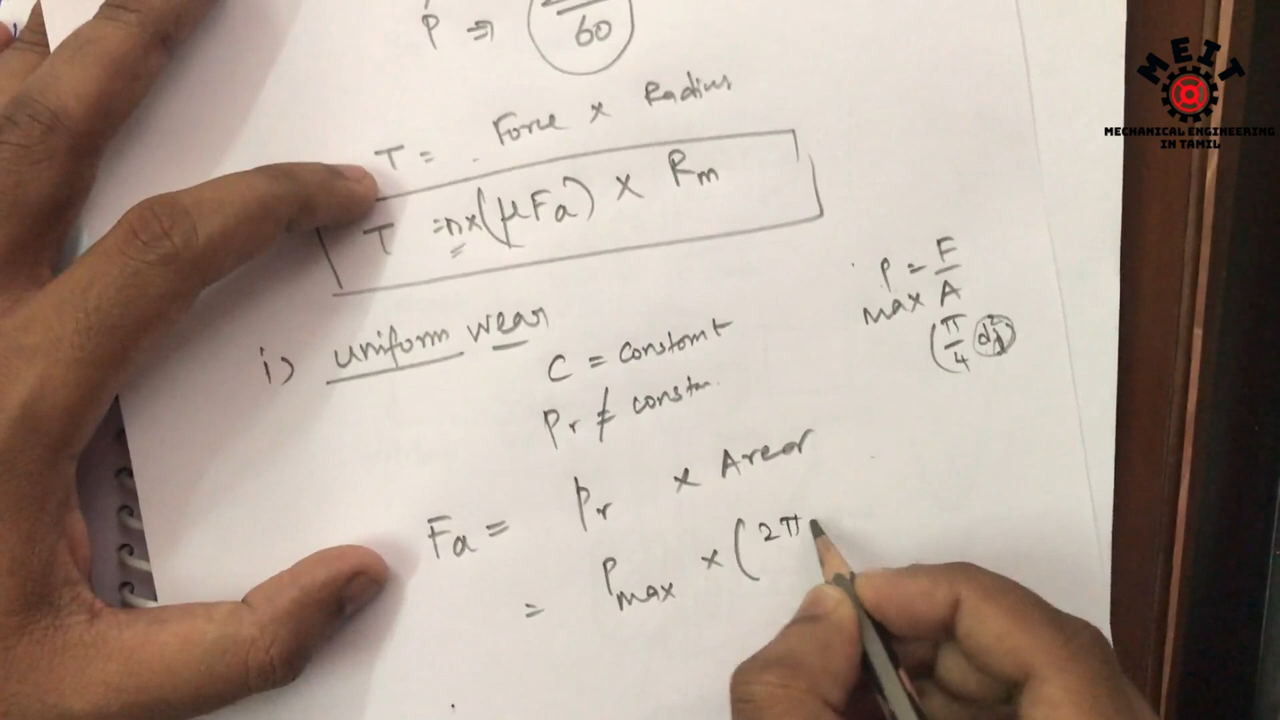 P ⇒ 60
T = Force × Radius
T = n×(μFa) × Rm
i) uniform wear
C = constant
Pr ≠ constan
P max = F/A
(π/4 d²)
Fa = Pr × Area
= Pmax × (2π
MEIT
MECHANICAL ENGINEERING
IN TAMIL